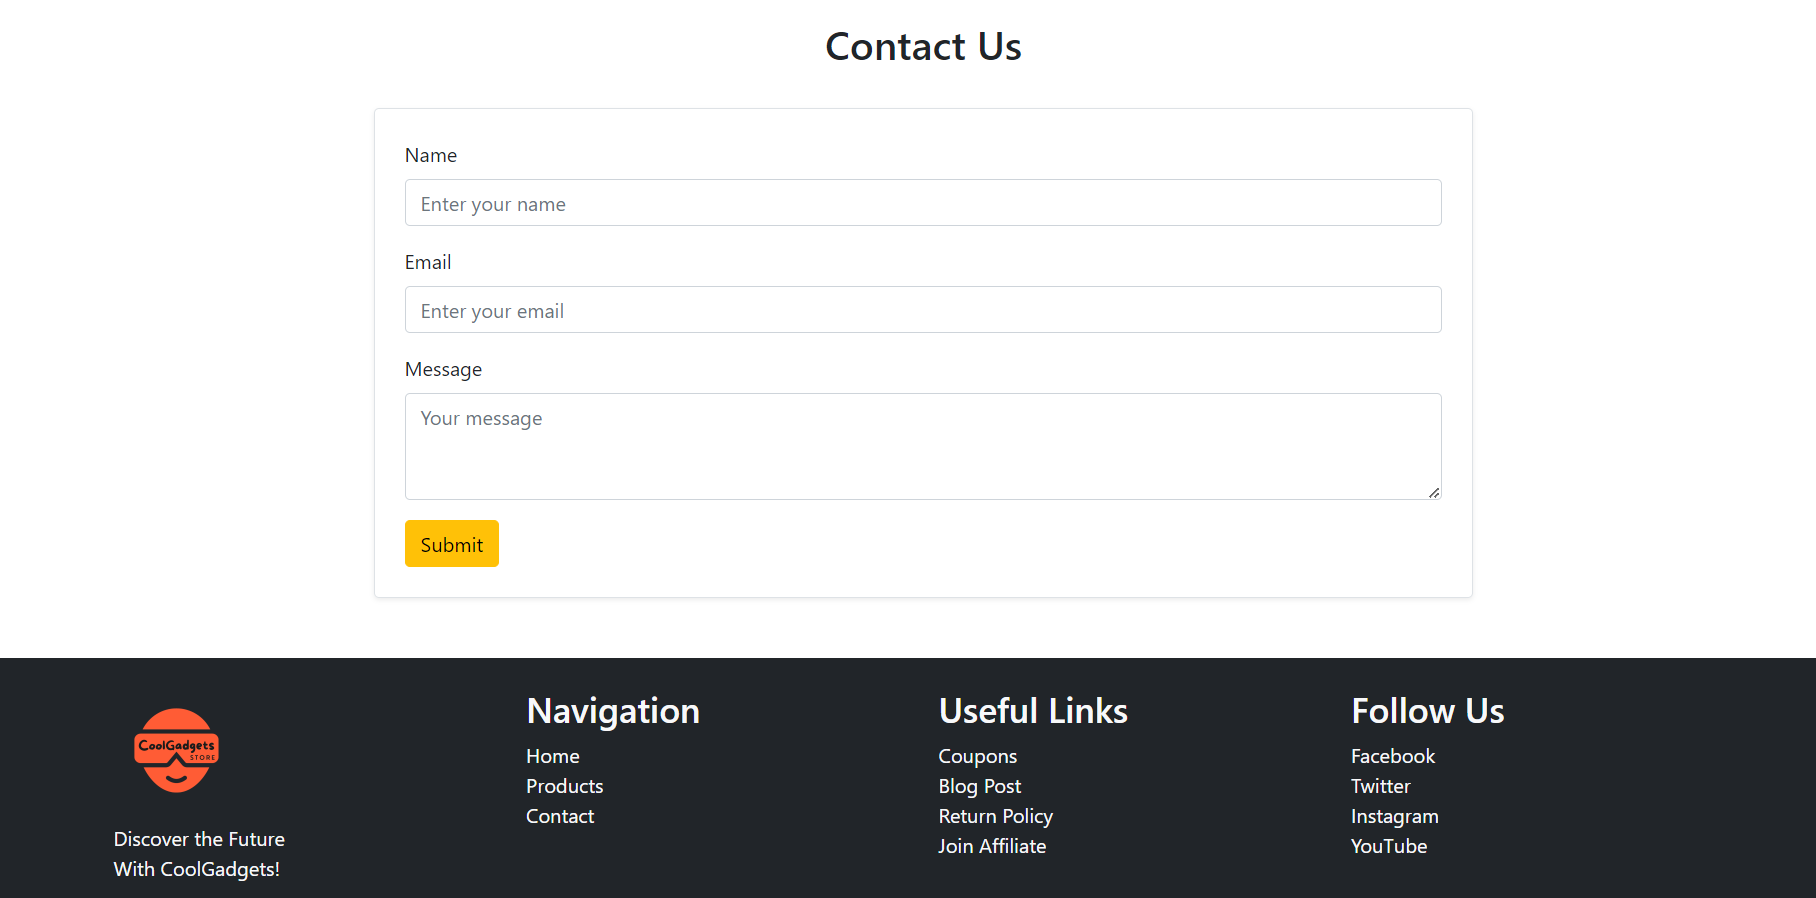 Contact Us
Name
Enter your name
Email
Enter your email
Message
Your message
Submit
CoolGadgets
STORE
Discover the Future
With CoolGadgets!
Navigation
Home
Products
Contact
Useful Links
Coupons
Blog Post
Return Policy
Join Affiliate
Follow Us
Facebook
Twitter
Instagram
YouTube